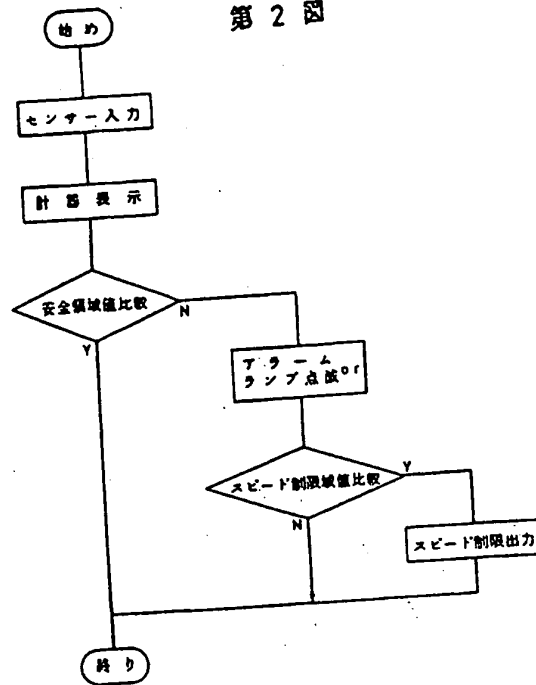 第2図
始め
センサー入力
計器表示
安全領域値比較
N
Y
アラーム or
ランプ点滅
スピード制限域値比較
Y
N
スピード制限出力
終り